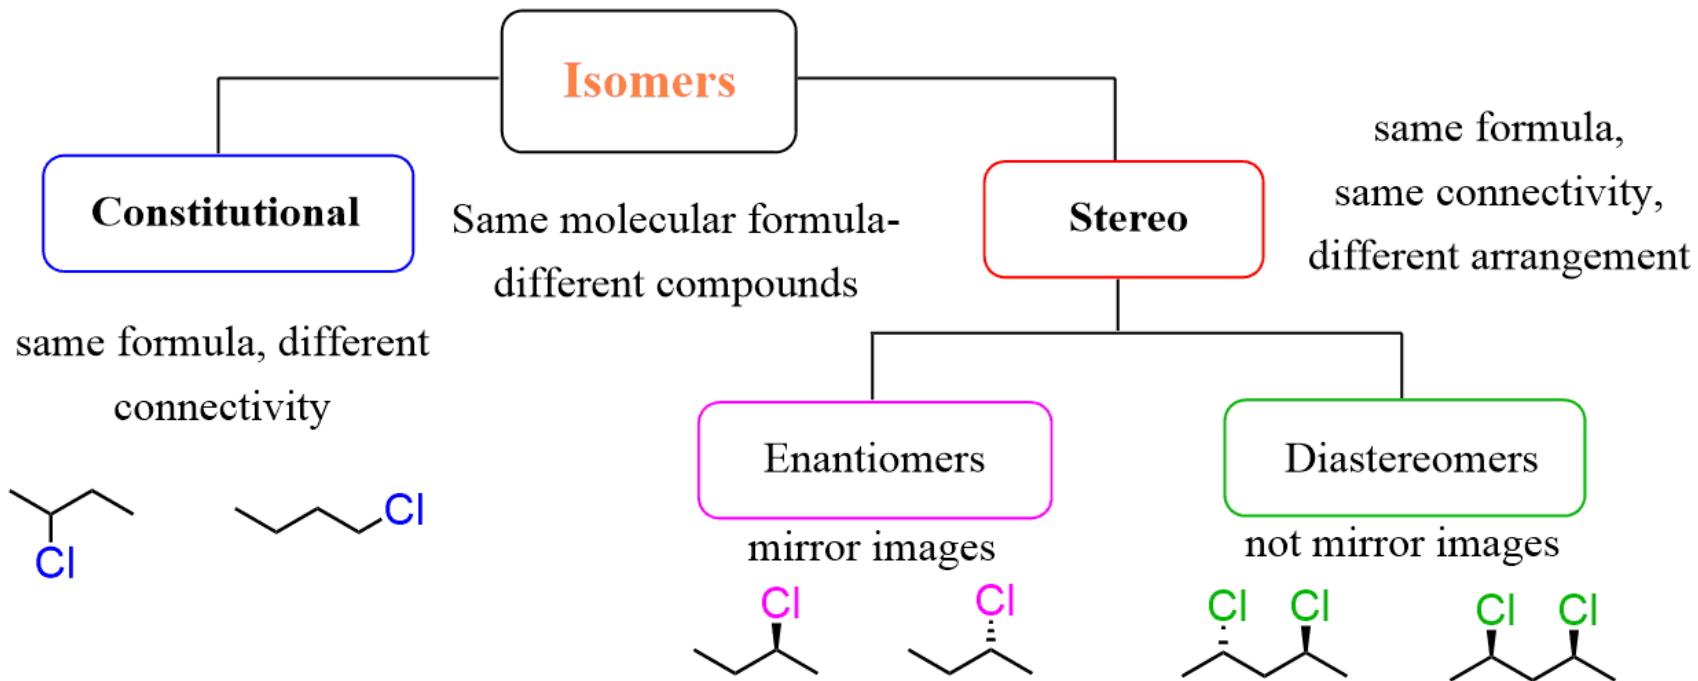 Isomers
Constitutional
same formula, different
connectivity
Cl
Cl
Same molecular formula-
different compounds
Stereo
same formula,
same connectivity,
different arrangement
Enantiomers
mirror images
Cl
Cl
Diastereomers
not mirror images
Cl
Cl
Cl
Cl